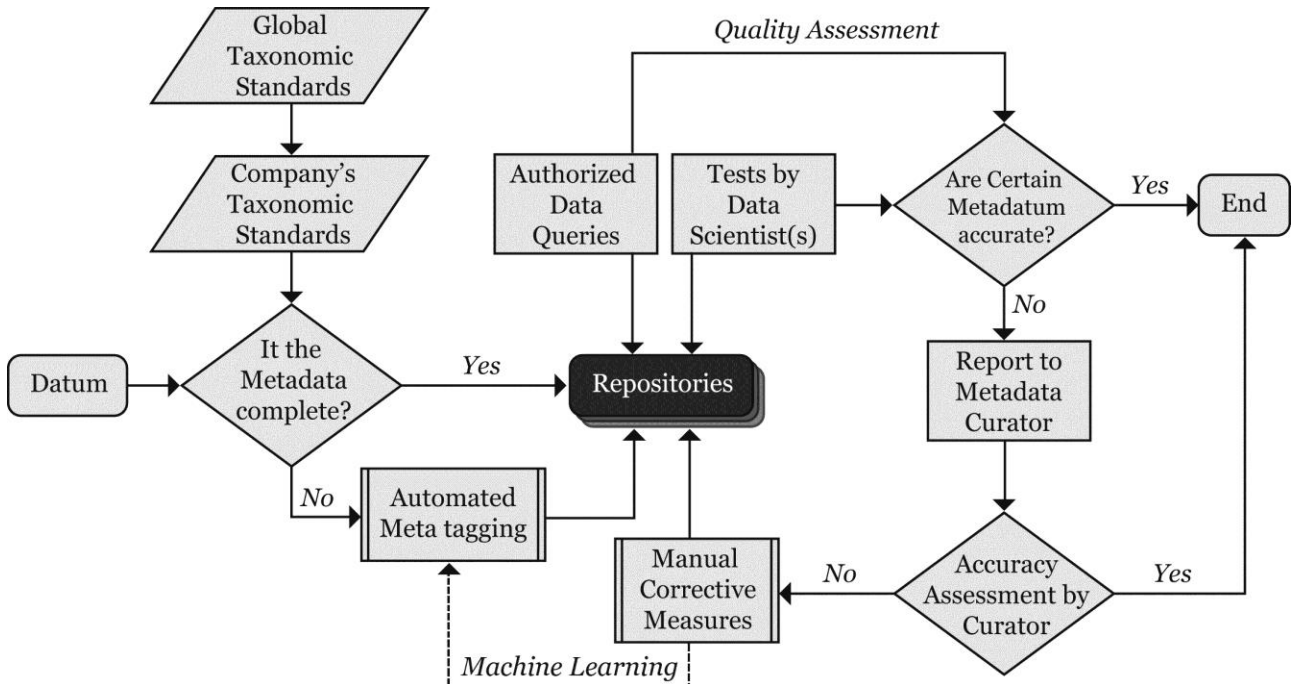 Global
Taxonomic
Standards
Quality Assessment
Company's
Taxonomic
Standards
Authorized
Data
Queries
Tests by
Data
Scientist(s)
Are Certain
Metadatum
accurate?
Yes
End
No
Datum
It the
Metadata
complete?
Yes
Repositories
Report to
Metadata
Curator
No
Automated
Meta tagging
Manual
Corrective
Measures
No
Accuracy
Assessment by
Curator
Yes
Machine Learning